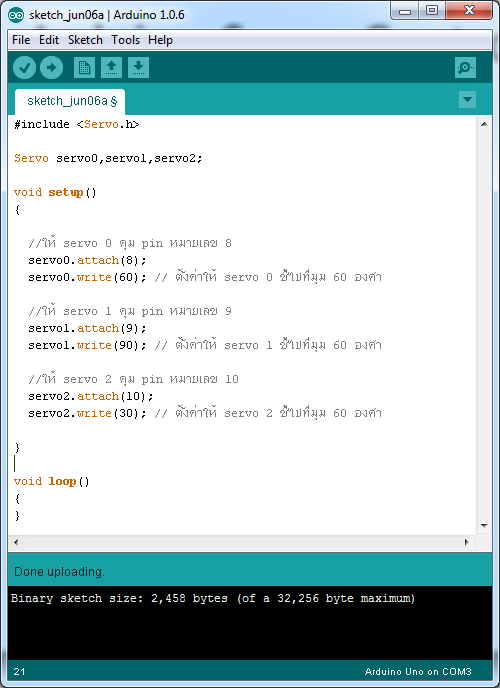 sketch_jun06a | Arduino 1.0.6
File Edit Sketch Tools Help
sketch_jun06a §
#include <Servo.h>
Servo servo0,servo1,servo2;
void setup()
{
//ให้ servo 0 คุม pin หมายเลข 8
servo0.attach(8);
servo0.write(60); // ตั้งค่าให้ servo 0 ชี้ไปที่มุม 60 องศา
//ให้ servo 1 คุม pin หมายเลข 9
servo1.attach(9);
servo1.write(90); // ตั้งค่าให้ servo 1 ชี้ไปที่มุม 60 องศา
//ให้ servo 2 คุม pin หมายเลข 10
servo2.attach(10);
servo2.write(30); // ตั้งค่าให้ servo 2 ชี้ไปที่มุม 60 องศา
}
void loop()
{
}
Done uploading.
Binary sketch size: 2,458 bytes (of a 32,256 byte maximum)
21 Arduino Uno on COM3